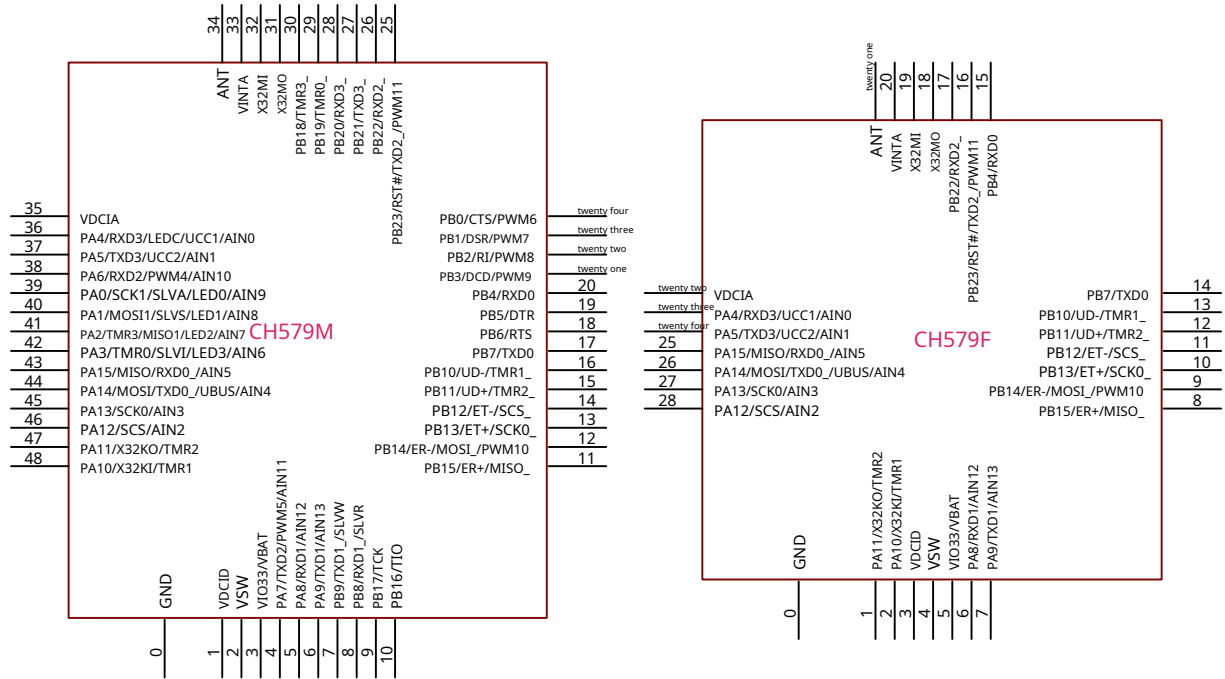 34
33
32
31
30
29
28
27
26
25
ANT
VINTA
X32MI
X32MO
PB18/TMR3_
PB19/TMR0_
PB20/RXD3_
PB21/TXD3_
PB22/RXD2_
PB23/RST#/TXD2_/PWM11
35 VDCIA
36 PA4/RXD3/LEDC/UCC1/AIN0
37 PA5/TXD3/UCC2/AIN1
38 PA6/RXD2/PWM4/AIN10
39 PA0/SCK1/SLVA/LED0/AIN9
40 PA1/MOSI1/SLVS/LED1/AIN8
41 PA2/TMR3/MISO1/LED2/AIN7
42 PA3/TMR0/SLVI/LED3/AIN6
43 PA15/MISO/RXD0_/AIN5
44 PA14/MOSI/TXD0_/UBUS/AIN4
45 PA13/SCK0/AIN3
46 PA12/SCS/AIN2
47 PA11/X32KO/TMR2
48 PA10/X32KI/TMR1
CH579M
PB0/CTS/PWM6 twenty four
PB1/DSR/PWM7 twenty three
PB2/RI/PWM8 twenty two
PB3/DCD/PWM9 twenty one
PB4/RXD0 20
PB5/DTR 19
PB6/RTS 18
PB7/TXD0 17
PB10/UD-/TMR1_ 16
PB11/UD+/TMR2_ 15
PB12/ET-/SCS_ 14
PB13/ET+/SCK0_ 13
PB14/ER-/MOSI_/PWM10 12
PB15/ER+/MISO_ 11
GND
VDCID
VSW
VIO33/VBAT
PA7/TXD2/PWM5/AIN11
PA8/RXD1/AIN12
PA9/TXD1/AIN13
PB9/TXD1_/SLVW
PB8/RXD1_/SLVR
PB17/TCK
PB16/TIO
0
1
2
3
4
5
6
7
8
9
10
twenty one
20
19
18
17
16
15
ANT
VINTA
X32MI
X32MO
PB22/RXD2_
PB23/RST#/TXD2_/PWM11
PB4/RXD0
twenty two VDCIA
twenty three PA4/RXD3/UCC1/AIN0
twenty four PA5/TXD3/UCC2/AIN1
25 PA15/MISO/RXD0_/AIN5
26 PA14/MOSI/TXD0_/UBUS/AIN4
27 PA13/SCK0/AIN3
28 PA12/SCS/AIN2
CH579F
PB7/TXD0 14
PB10/UD-/TMR1_ 13
PB11/UD+/TMR2_ 12
PB12/ET-/SCS_ 11
PB13/ET+/SCK0_ 10
PB14/ER-/MOSI_/PWM10 9
PB15/ER+/MISO_ 8
GND
PA11/X32KO/TMR2
PA10/X32KI/TMR1
VDCID
VSW
VIO33/VBAT
PA8/RXD1/AIN12
PA9/TXD1/AIN13
0
1
2
3
4
5
6
7